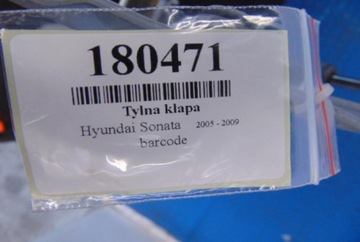 180471
Tylna klapa
Hyundai Sonata 2005 - 2009
barcode